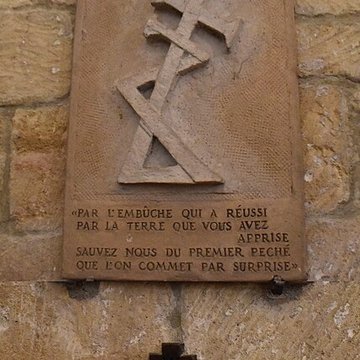 «PAR L'EMBÛCHE QUI A RÉUSSI
PAR LA TERRE QUE VOUS AVEZ
APPRISE
SAUVEZ NOUS DU PREMIER PECHÉ
QUE L'ON COMMET PAR SURPRISE»